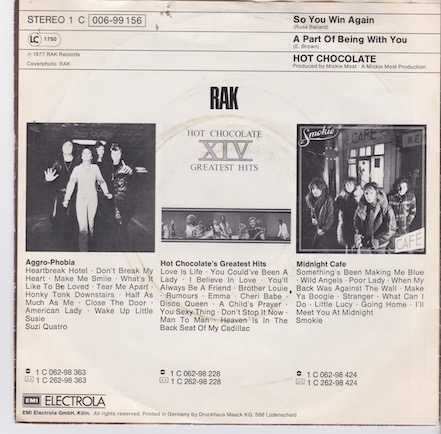 STEREO 1 C 006-99 156
LC 1750
℗ 1977 RAK Records
Coverphoto: RAK
So You Win Again
(Russ Ballard)
A Part Of Being With You
(E. Brown)
HOT CHOCOLATE
Produced by Mickie Most · A Mickie Most Production
RAK
HOT CHOCOLATE
XIV
GREATEST HITS
Smokie
CAFE
CAFE
Aggro-Phobia
Heartbreak Hotel · Don't Break My
Heart · Make Me Smile · What's It
Like To Be Loved · Tear Me Apart ·
Honky Tonk Downstairs · Half As
Much As Me · Close The Door ·
American Lady · Wake Up Little
Susie
Suzi Quatro
Hot Chocolate's Greatest Hits
Love Is Life · You Could've Been A
Lady · I Believe In Love · You'll
Always Be A Friend · Brother Louie
· Rumours · Emma · Cheri Babe ·
Disco Queen · A Child's Prayer ·
You Sexy Thing · Don't Stop It Now ·
Man To Man · Heaven Is In The
Back Seat Of My Cadillac
Midnight Cafe
Something's Been Making Me Blue
· Wild Angels · Poor Lady · When My
Back Was Against The Wall · Make
Ya Boogie · Stranger · What Can I
Do · Little Lucy · Going Home · I'll
Meet You At Midnight
Smokie
1 C 062-98 363
1 C 262-98 363
1 C 062-98 228
1 C 262-98 228
1 C 062-98 424
1 C 262-98 424
EMI ELECTROLA
EMI Electrola GmbH, Köln. All rights reserved. Printed in Germany by Druckhaus Maack KG, 588 Lüdenscheid